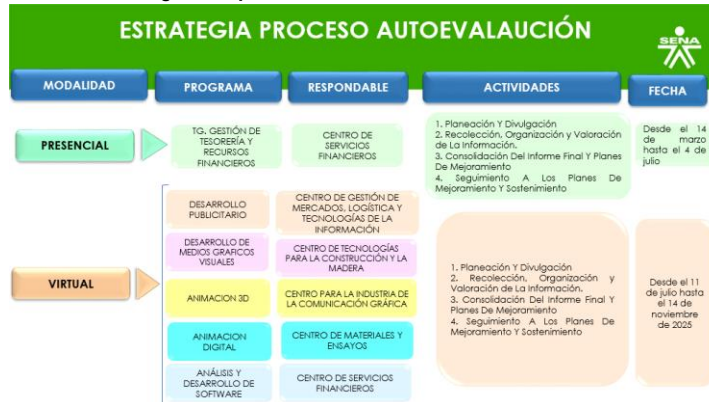 ESTRATEGIA PROCESO AUTOEVALAUCIÓN
SENA
MODALIDAD
PROGRAMA
RESPONDABLE
ACTIVIDADES
FECHA
PRESENCIAL
TG. GESTIÓN DE
TESORERÍA Y
RECURSOS
FINANCIEROS
CENTRO DE
SERVICIOS
FINANCIEROS
1. Planeación Y Divulgación
2. Recolección, Organización y Valoración
de La Información.
3. Consolidación Del Informe Final Y Planes
De Mejoramiento
4. Seguimiento A Los Planes De
Mejoramiento Y Sostenimiento
Desde el 14
de marzo
hasta el 4 de
julio
VIRTUAL
DESARROLLO
PUBLICITARIO
CENTRO DE GESTIÓN DE
MERCADOS, LOGÍSTICA Y
TECNOLOGÍAS DE LA
INFORMACIÓN
DESARROLLO DE
MEDIOS GRAFICOS
VISUALES
CENTRO DE TECNOLOGÍAS
PARA LA CONSTRUCCIÓN Y LA
MADERA
ANIMACION 3D
CENTRO PARA LA INDUSTRIA DE
LA COMUNICACIÓN GRÁFICA
ANIMACION
DIGITAL
CENTRO DE MATERIALES Y
ENSAYOS
ANÁLISIS Y
DESARROLLO DE
SOFTWARE
CENTRO DE SERVICIOS
FINANCIEROS
1. Planeación Y Divulgación
2. Recolección, Organización y
Valoración de La Información.
3. Consolidación Del Informe Final Y
Planes De Mejoramiento
4. Seguimiento A Los Planes De
Mejoramiento Y Sostenimiento
Desde el 11
de julio hasta
el 14 de
noviembre
de 2025